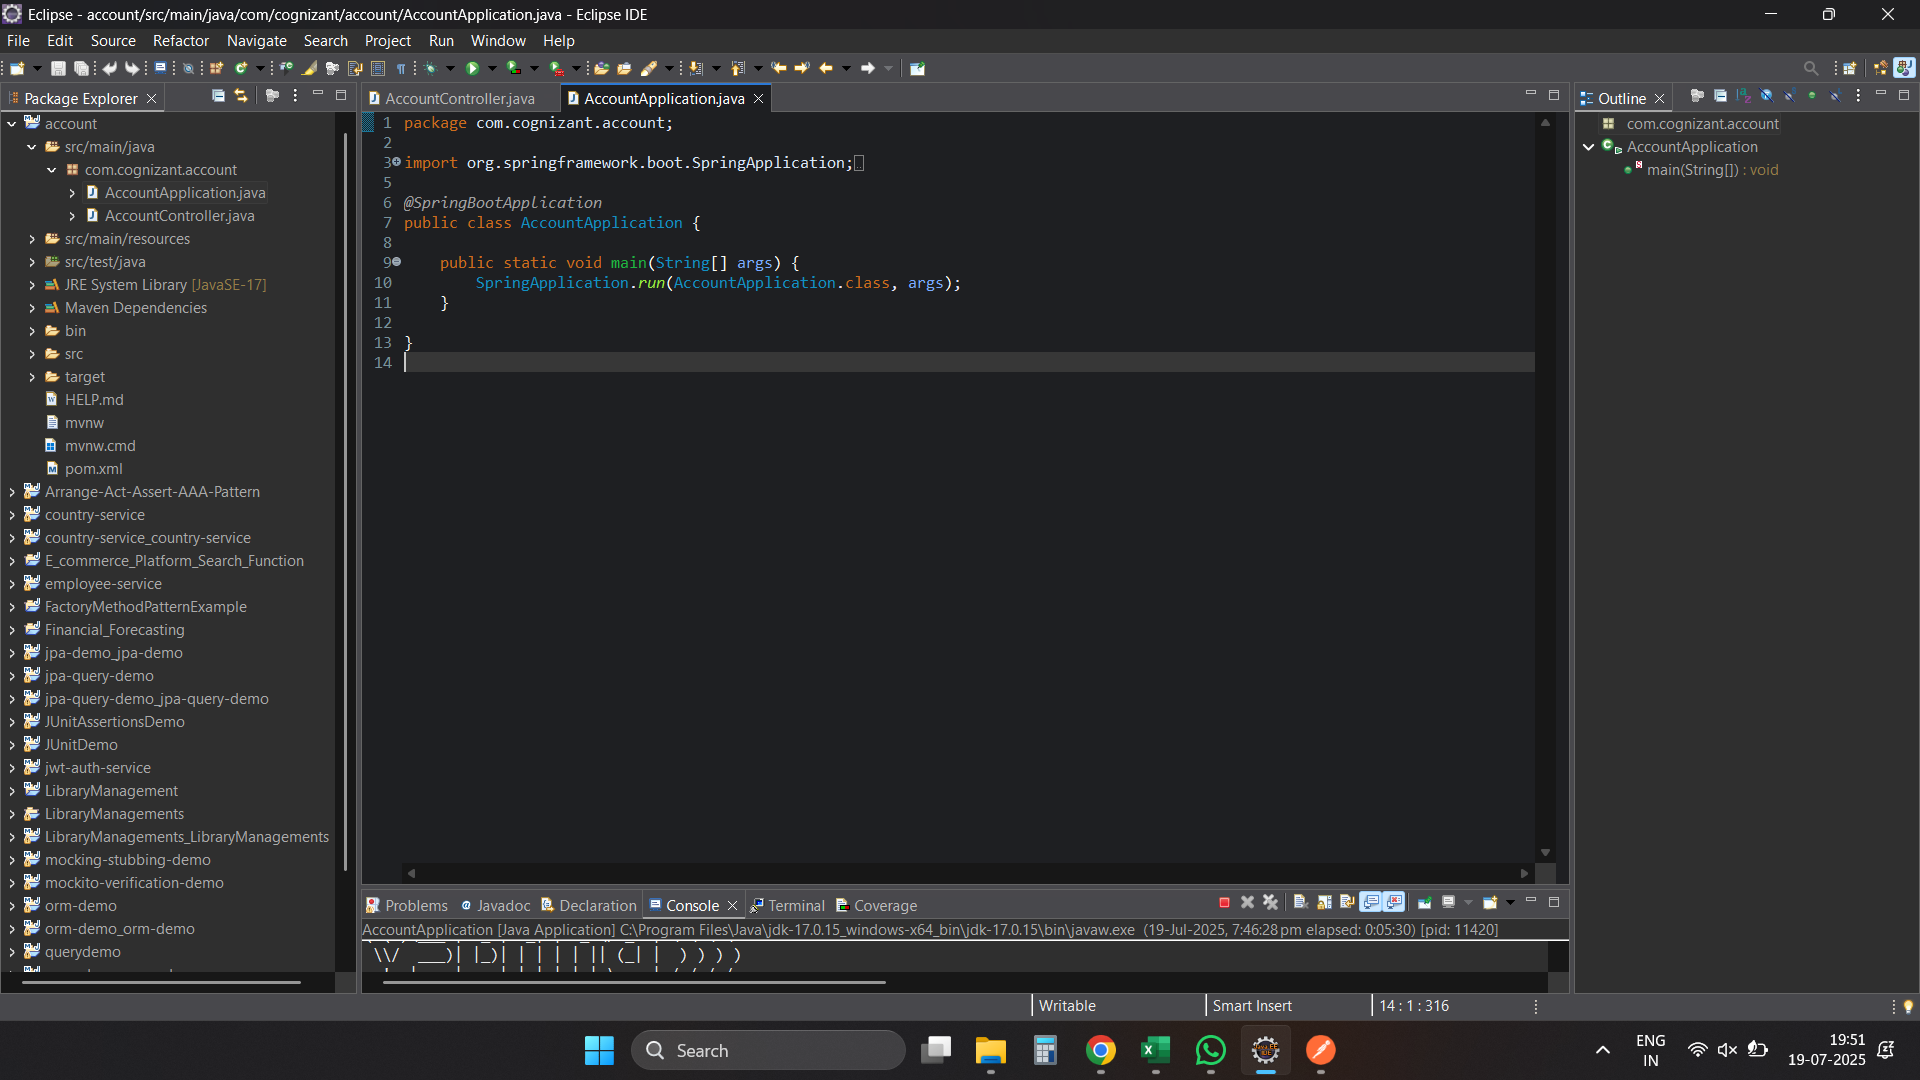 Eclipse - account/src/main/java/com/cognizant/account/AccountApplication.java - Eclipse IDE
File Edit Source Refactor Navigate Search Project Run Window Help
Package Explorer
account
src/main/java
com.cognizant.account
AccountApplication.java
AccountController.java
src/main/resources
src/test/java
JRE System Library [JavaSE-17]
Maven Dependencies
bin
src
target
HELP.md
mvnw
mvnw.cmd
pom.xml
Arrange-Act-Assert-AAA-Pattern
country-service
country-service_country-service
E_commerce_Platform_Search_Function
employee-service
FactoryMethodPatternExample
Financial_Forecasting
jpa-demo_jpa-demo
jpa-query-demo
jpa-query-demo_jpa-query-demo
JUnitAssertionsDemo
JUnitDemo
jwt-auth-service
LibraryManagement
LibraryManagements
LibraryManagements_LibraryManagements
mocking-stubbing-demo
mockito-verification-demo
orm-demo
orm-demo_orm-demo
querydemo
AccountController.java AccountApplication.java
1 package com.cognizant.account;
2
3 import org.springframework.boot.SpringApplication;
5
6 @SpringBootApplication
7 public class AccountApplication {
8
9 public static void main(String[] args) {
10 SpringApplication.run(AccountApplication.class, args);
11 }
12
13 }
14
Outline
com.cognizant.account
AccountApplication
main(String[]) : void
Problems Javadoc Declaration Console Terminal Coverage
AccountApplication [Java Application] C:\Program Files\Java\jdk-17.0.15_windows-x64_bin\jdk-17.0.15\bin\javaw.exe (19-Jul-2025, 7:46:28 pm elapsed: 0:05:30) [pid: 11420]
\\/ ___)| |_)| | | | | || (_| | ) ) ) )
Writable Smart Insert 14 : 1 : 316
Search
ENG
IN
19:51
19-07-2025